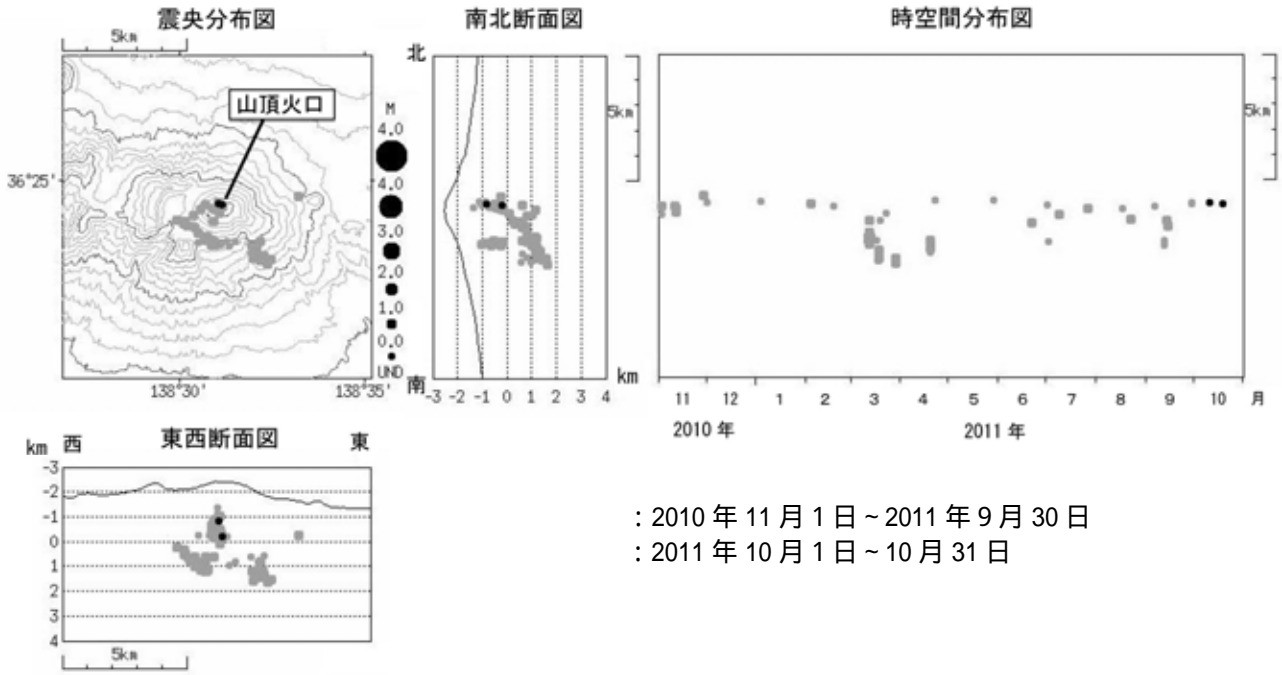 震央分布図
5km
山頂火口
36°25'
138°30'
138°35'
M
4.0
4.0
3.0
2.0
1.0
0.0
UND
南北断面図
北
5km
南
km
-3 -2 -1 0 1 2 3 4
時空間分布図
5km
11 12 1 2 3 4 5 6 7 8 9 10 月
2010 年 2011 年
東西断面図
km 西 東
-3
-2
-1
0
1
2
3
4
5km
: 2010 年 11 月 1 日 ~ 2011 年 9 月 30 日
: 2011 年 10 月 1 日 ~ 10 月 31 日